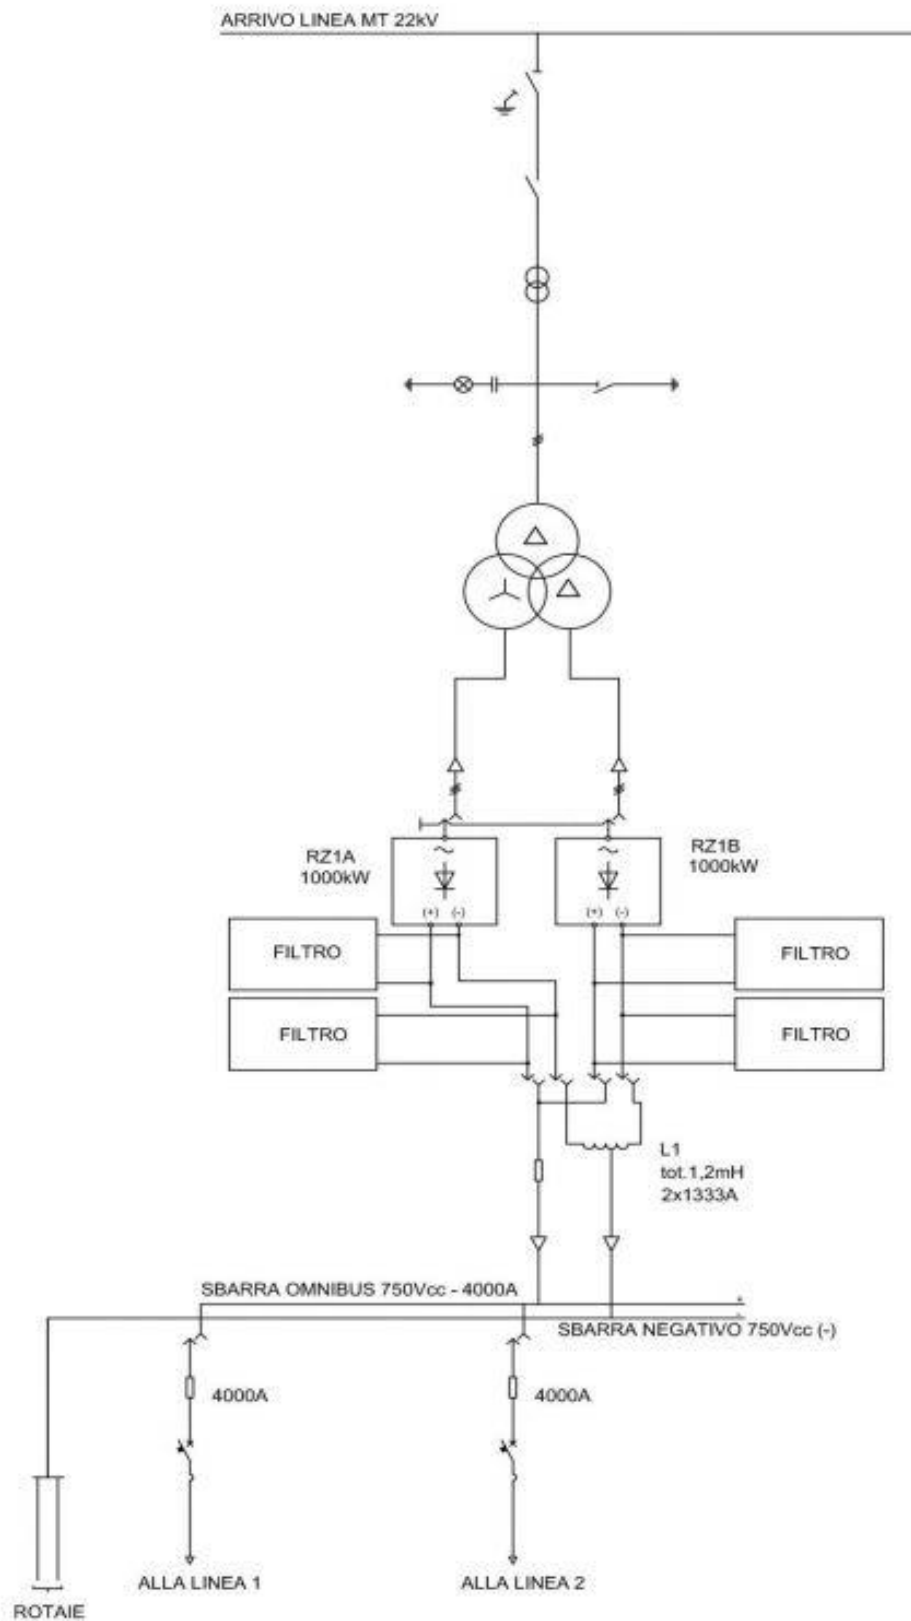 ARRIVO LINEA MT 22kV
RZ1A
1000kW
RZ1B
1000kW
(+) (-)
(+) (-)
FILTRO
FILTRO
FILTRO
FILTRO
L1
tot.1,2mH
2x1333A
SBARRA OMNIBUS 750Vcc - 4000A
+
-
SBARRA NEGATIVO 750Vcc (-)
4000A
4000A
ALLA LINEA 1
ALLA LINEA 2
ROTAIE